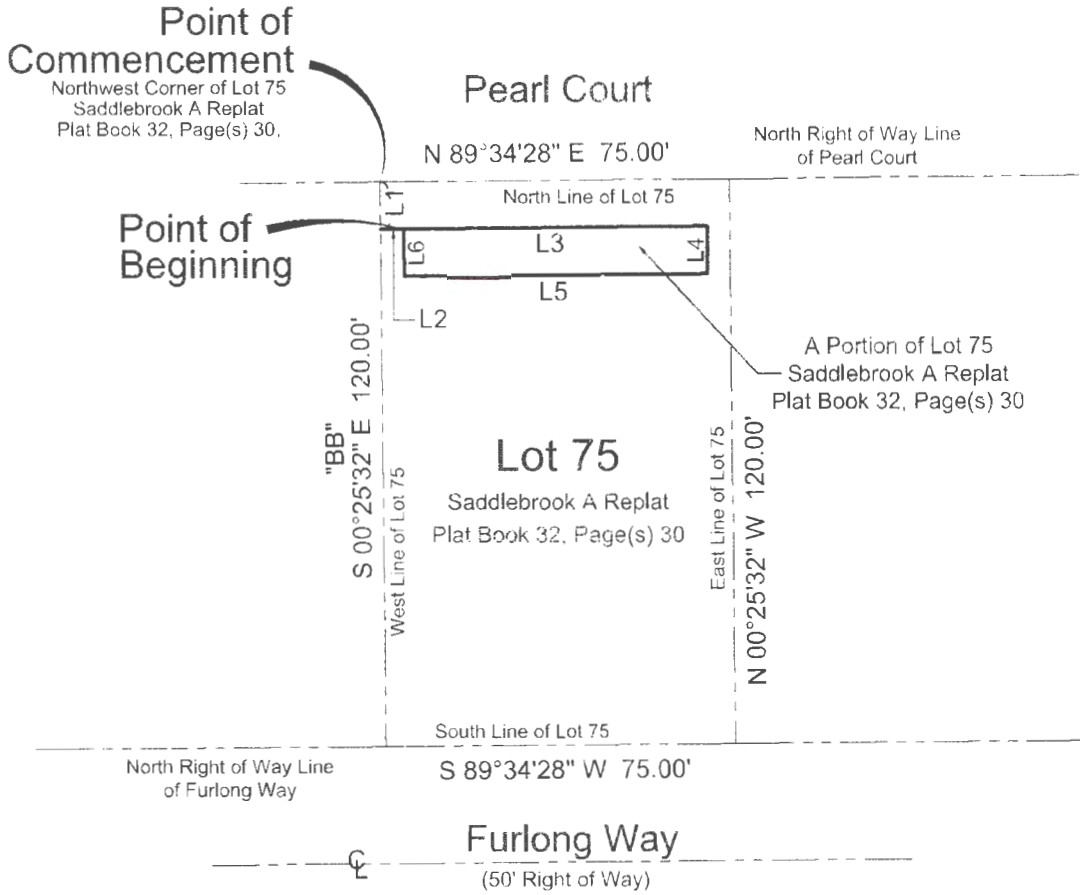 Point of
Commencement
Northwest Corner of Lot 75
Saddlebrook A Replat
Plat Book 32, Page(s) 30.
Pearl Court
N 89°34'28" E 75.00'
North Right of Way Line
of Pearl Court
North Line of Lot 75
L1
Point of
Beginning
L6
L3
L4
L5
L2
A Portion of Lot 75
Saddlebrook A Replat
Plat Book 32, Page(s) 30
"BB"
S 00°25'32" E 120.00'
West Line of Lot 75
Lot 75
Saddlebrook A Replat
Plat Book 32, Page(s) 30
East Line of Lot 75
N 00°25'32" W 120.00'
South Line of Lot 75
North Right of Way Line
of Furlong Way
S 89°34'28" W 75.00'
Furlong Way
℄
(50' Right of Way)